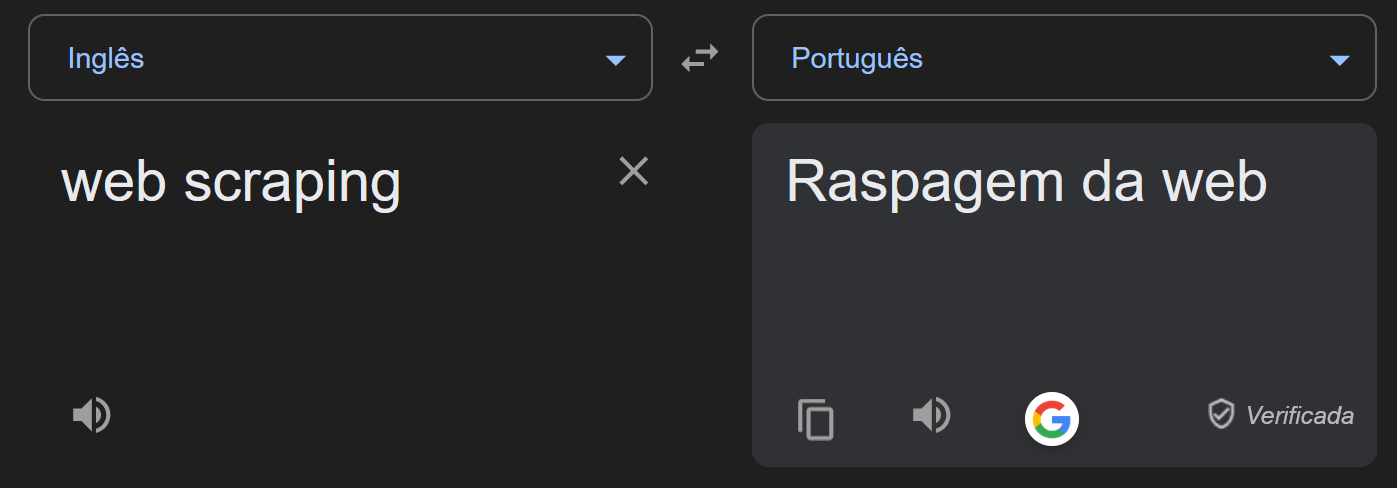 Inglês
Português
web scraping
Raspagem da web
Verificada